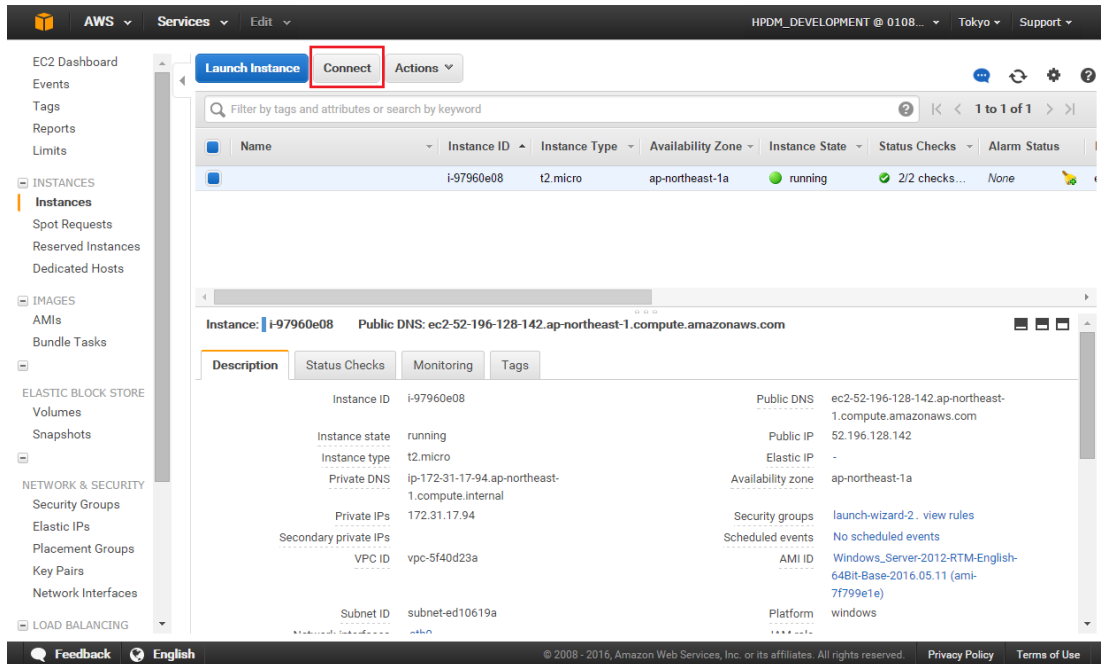 AWS Services Edit HPDM_DEVELOPMENT @ 0108... Tokyo Support
EC2 Dashboard
Events
Tags
Reports
Limits
INSTANCES
Instances
Spot Requests
Reserved Instances
Dedicated Hosts
IMAGES
AMIs
Bundle Tasks
ELASTIC BLOCK STORE
Volumes
Snapshots
NETWORK & SECURITY
Security Groups
Elastic IPs
Placement Groups
Key Pairs
Network Interfaces
LOAD BALANCING
Launch Instance Connect Actions
Filter by tags and attributes or search by keyword 1 to 1 of 1
Name Instance ID Instance Type Availability Zone Instance State Status Checks Alarm Status
i-97960e08 t2.micro ap-northeast-1a running 2/2 checks... None
Instance: i-97960e08 Public DNS: ec2-52-196-128-142.ap-northeast-1.compute.amazonaws.com
Description Status Checks Monitoring Tags
Instance ID i-97960e08
Instance state running
Instance type t2.micro
Private DNS ip-172-31-17-94.ap-northeast-
1.compute.internal
Private IPs 172.31.17.94
Secondary private IPs
VPC ID vpc-5f40d23a
Subnet ID subnet-ed10619a
Public DNS ec2-52-196-128-142.ap-northeast-
1.compute.amazonaws.com
Public IP 52.196.128.142
Elastic IP -
Availability zone ap-northeast-1a
Security groups launch-wizard-2. view rules
Scheduled events No scheduled events
AMI ID Windows_Server-2012-RTM-English-
64Bit-Base-2016.05.11 (ami-
7f799e1e)
Platform windows
Feedback English © 2008 - 2016, Amazon Web Services, Inc. or its affiliates. All rights reserved. Privacy Policy Terms of Use